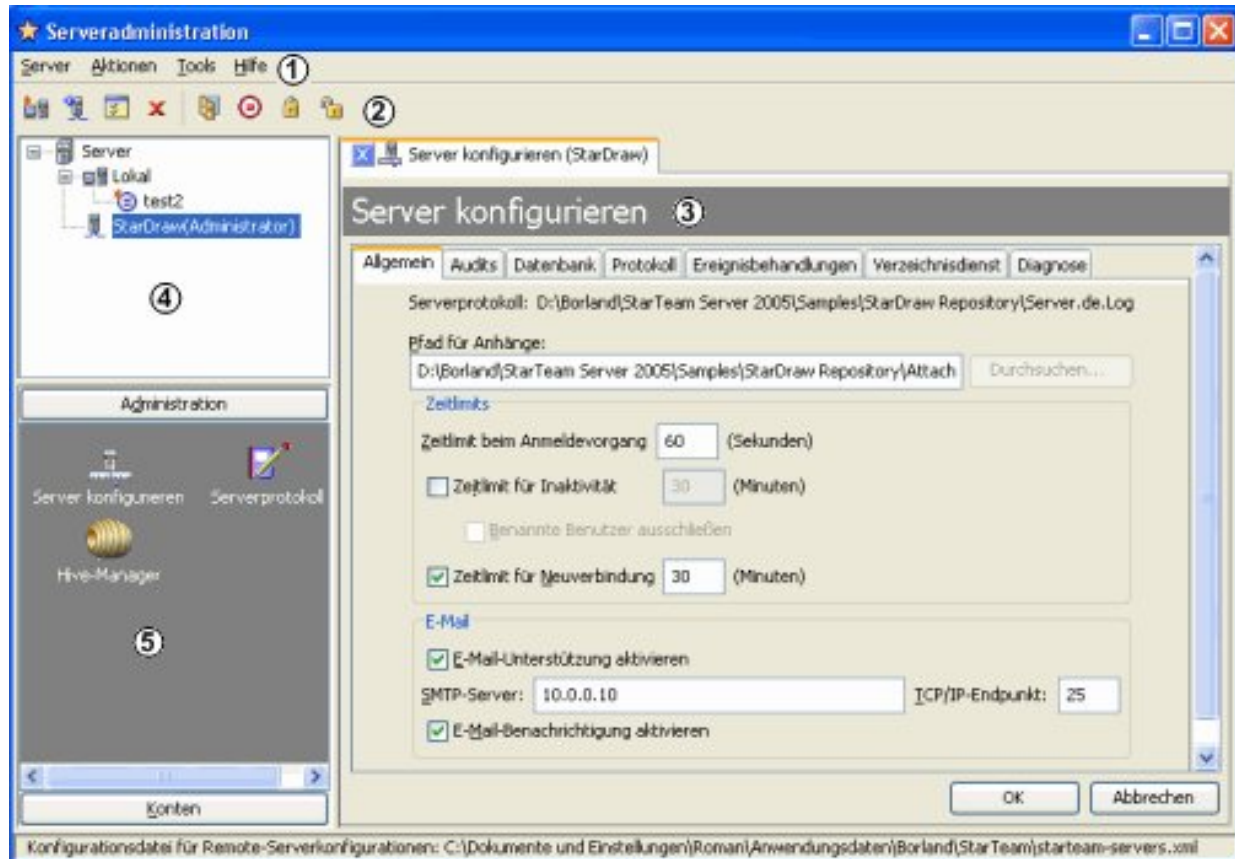 Serveradministration
Server Aktionen Tools Hilfe ①
②
Server
Lokal
test2
StarDraw(Administrator)
④
Administration
Server konfigurieren Serverprotokoll
Hive-Manager
⑤
Konten
Server konfigurieren (StarDraw)
Server konfigurieren ③
Allgemein Audits Datenbank Protokoll Ereignisbehandlungen Verzeichnisdienst Diagnose
Serverprotokoll: D:\Borland\StarTeam Server 2005\Samples\StarDraw Repository\Server.de.Log
Pfad für Anhänge:
D:\Borland\StarTeam Server 2005\Samples\StarDraw Repository\Attach Durchsuchen...
Zeitlimits
Zeitlimit beim Anmeldevorgang 60 (Sekunden)
Zeitlimit für Inaktivität 30 (Minuten)
Benannte Benutzer ausschließen
Zeitlimit für Neuverbindung 30 (Minuten)
E-Mail
E-Mail-Unterstützung aktivieren
SMTP-Server: 10.0.0.10 TCP/IP-Endpunkt: 25
E-Mail-Benachrichtigung aktivieren
OK Abbrechen
Konfigurationsdatei für Remote-Serverkonfigurationen: C:\Dokumente und Einstellungen\Roman\Anwendungsdaten\Borland\StarTeam\starteam-servers.xml